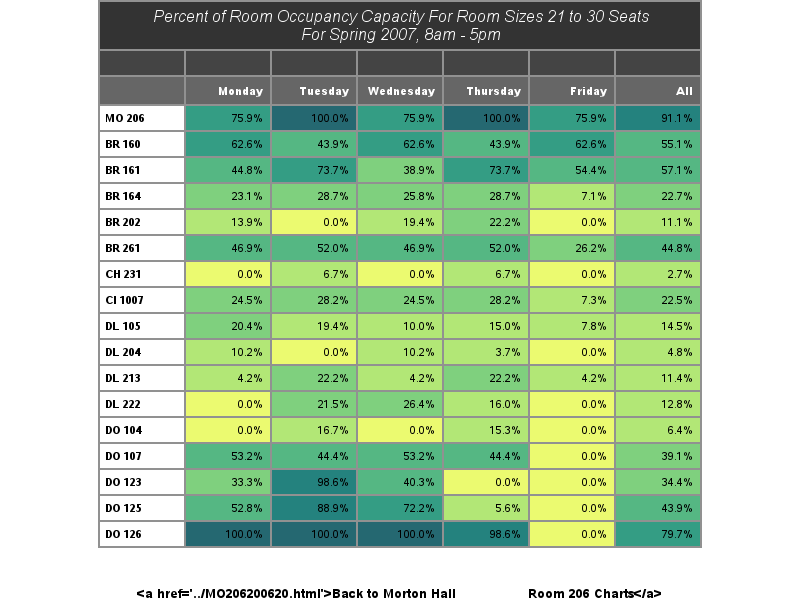 Percent of Room Occupancy Capacity For Room Sizes 21 to 30 Seats
For Spring 2007, 8am - 5pm
Monday Tuesday Wednesday Thursday Friday All
MO 206 75.9% 100.0% 75.9% 100.0% 75.9% 91.1%
BR 160 62.6% 43.9% 62.6% 43.9% 62.6% 55.1%
BR 161 44.8% 73.7% 38.9% 73.7% 54.4% 57.1%
BR 164 23.1% 28.7% 25.8% 28.7% 7.1% 22.7%
BR 202 13.9% 0.0% 19.4% 22.2% 0.0% 11.1%
BR 261 46.9% 52.0% 46.9% 52.0% 26.2% 44.8%
CH 231 0.0% 6.7% 0.0% 6.7% 0.0% 2.7%
CI 1007 24.5% 28.2% 24.5% 28.2% 7.3% 22.5%
DL 105 20.4% 19.4% 10.0% 15.0% 7.8% 14.5%
DL 204 10.2% 0.0% 10.2% 3.7% 0.0% 4.8%
DL 213 4.2% 22.2% 4.2% 22.2% 4.2% 11.4%
DL 222 0.0% 21.5% 26.4% 16.0% 0.0% 12.8%
DO 104 0.0% 16.7% 0.0% 15.3% 0.0% 6.4%
DO 107 53.2% 44.4% 53.2% 44.4% 0.0% 39.1%
DO 123 33.3% 98.6% 40.3% 0.0% 0.0% 34.4%
DO 125 52.8% 88.9% 72.2% 5.6% 0.0% 43.9%
DO 126 100.0% 100.0% 100.0% 98.6% 0.0% 79.7%
<a href='../MO206200620.html'>Back to Morton Hall Room 206 Charts</a>